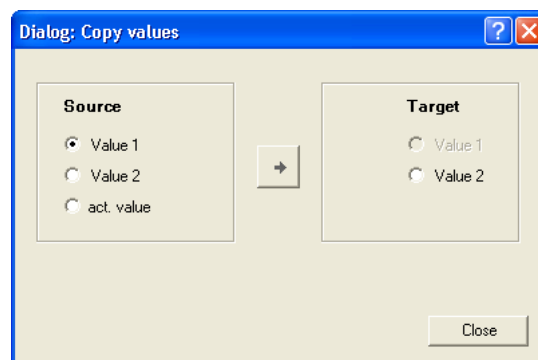 Dialog: Copy values
Source
Value 1
Value 2
act. value
Target
Value 1
Value 2
Close